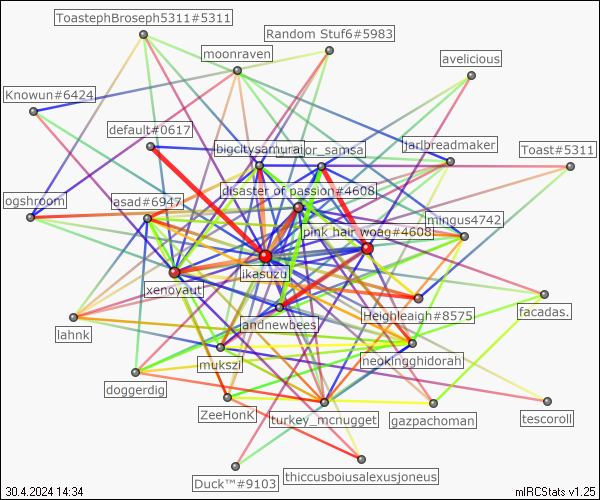 ToastephBroseph5311#5311
Random Stuf6#5983
moonraven
avelicious
Knowun#6424
default#0617
bigcitysamurai
jor_samsa
jarlbreadmaker
Toast#5311
disaster of passion#4608
asad#6947
ogshroom
mingus4742
pink hair woag#4608
ikasuzu
xenoyaut
facadas.
Heighleaigh#8575
andnewbees
lahnk
mukszi
neokingghidorah
doggerdig
ZeeHonK
turkey_mcnugget
gazpachoman
tescoroll
Duck™#9103
thiccusboiusalexusjoneus
30.4.2024 14:34
mIRCStats v1.25